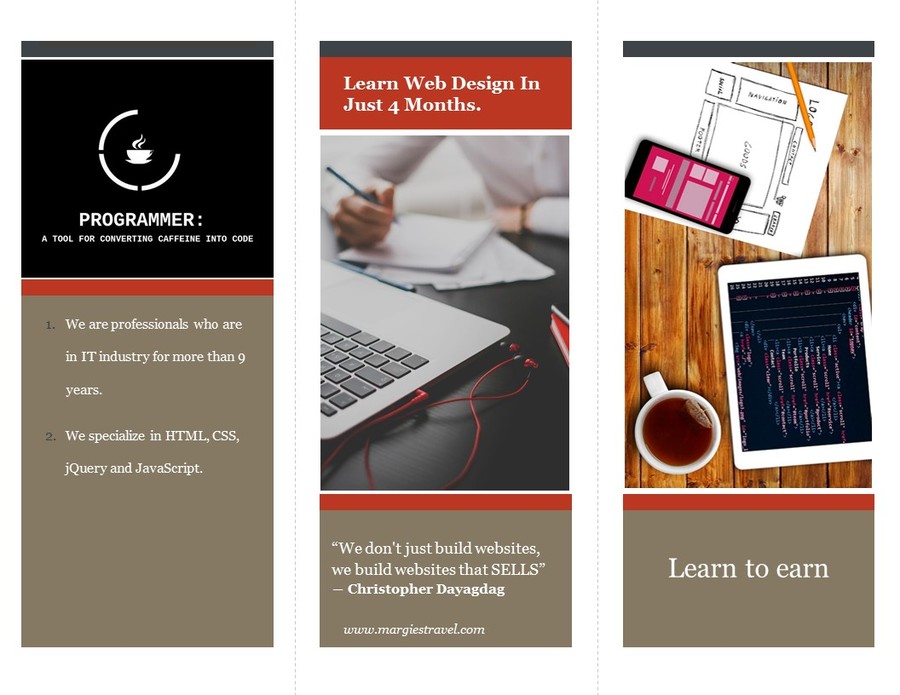 PROGRAMMER:
A TOOL FOR CONVERTING CAFFEINE INTO CODE
1. We are professionals who are
in IT industry for more than 9
years.
2. We specialize in HTML, CSS,
jQuery and JavaScript.
Learn Web Design In
Just 4 Months.
“We don't just build websites,
we build websites that SELLS”
— Christopher Dayagdag
www.margiestravel.com
NAVIGATION
GOODS
Learn to earn